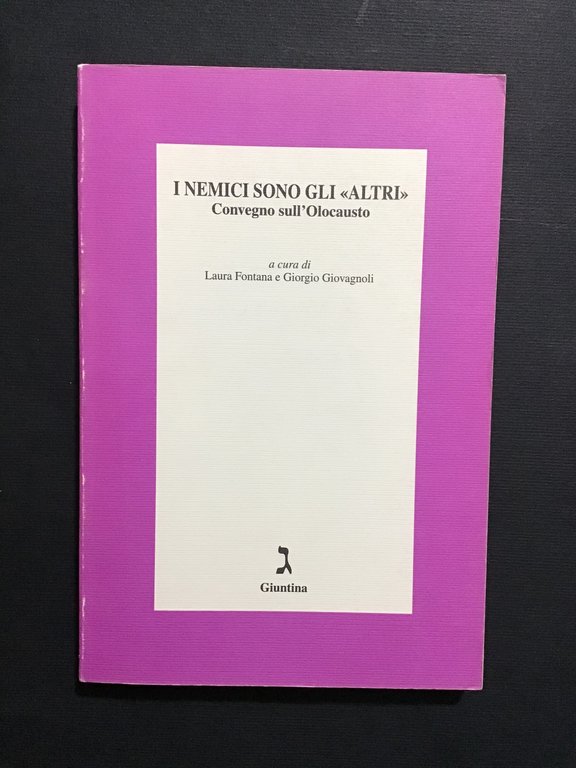 I NEMICI SONO GLI «ALTRI»
Convegno sull'Olocausto
a cura di
Laura Fontana e Giorgio Giovagnoli
ג
Giuntina